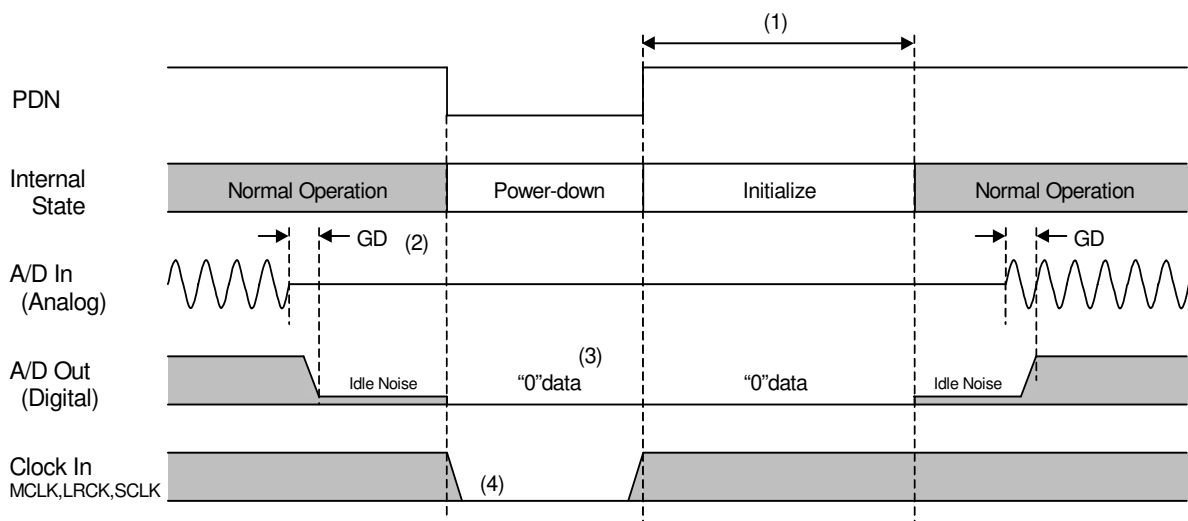 (1)
PDN
Internal
State
Normal Operation
Power-down
Initialize
Normal Operation
GD (2)
GD
A/D In
(Analog)
A/D Out
(Digital)
Idle Noise
(3)
“0”data
“0”data
Idle Noise
Clock In
MCLK,LRCK,SCLK
(4)